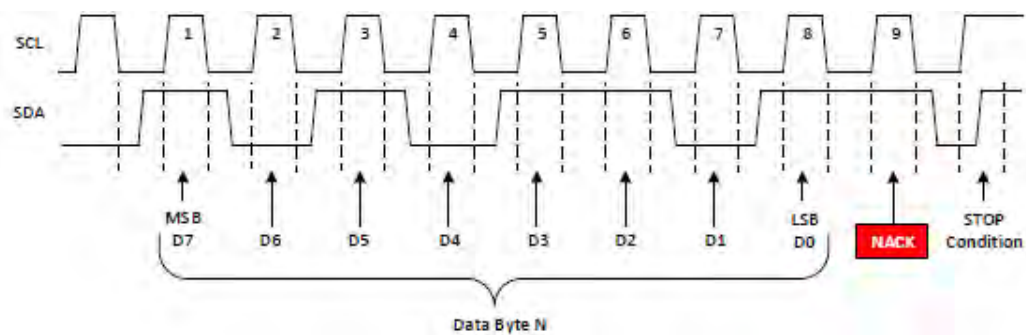 SCL
1 2 3 4 5 6 7 8 9
SDA
MSB
D7
D6
D5
D4
D3
D2
D1
LSB
D0
NACK
STOP
Condition
Data Byte N